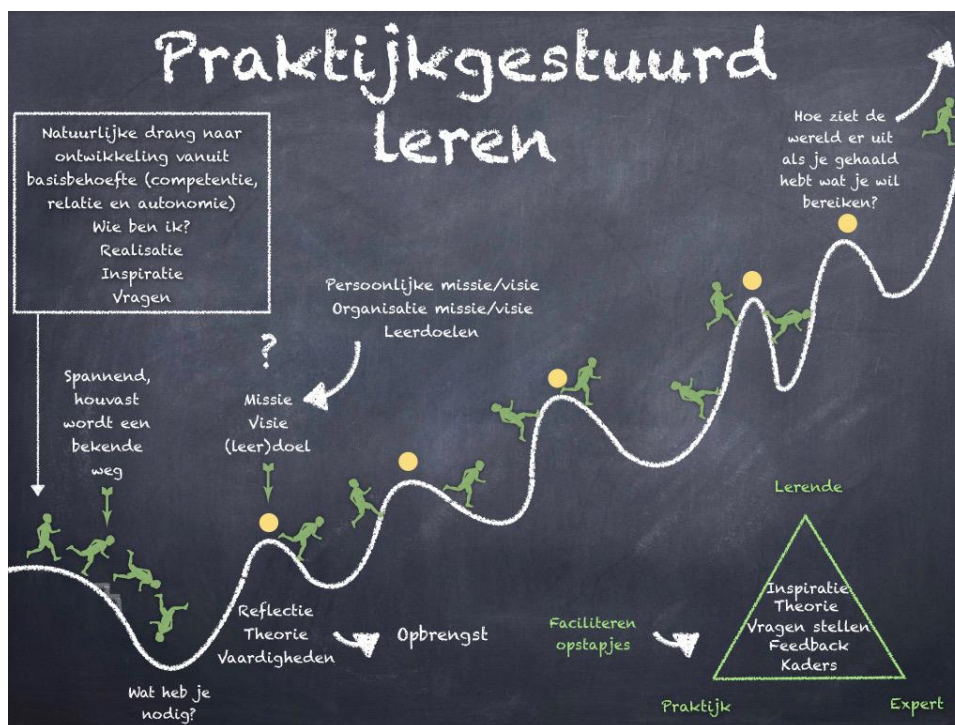 Praktijkgestuurd
leren
Natuurlijke drang naar
ontwikkeling vanuit
basisbehoefte (competentie,
relatie en autonomie)
Wie ben ik?
Realisatie
Inspiratie
Vragen
Hoe ziet de
wereld er uit
als je gehaald
hebt wat je wil
bereiken?
Persoonlijke missie/visie
Organisatie missie/visie
Leerdoelen
?
Spannend,
houvast
wordt een
bekende
weg
Missie
Visie
(leer)doel
Lerende
Inspiratie
Theorie
Vragen stellen
Feedback
Kaders
Praktijk
Expert
Reflectie
Theorie
Vaardigheden
Opbrengst
Faciliteren
opstapjes
Wat heb je
nodig?